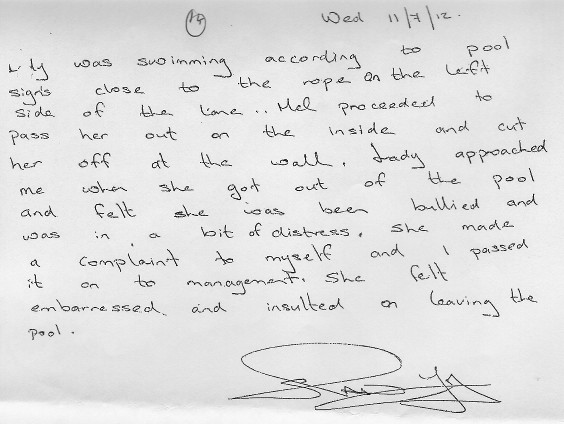 Wed 11/7/12.
Lady was swimming according to pool
signs close to the rope on the left
side of the lane.. Mel proceeded to
pass her out on the inside and cut
her off at the wall. Lady approached
me when she got out of the pool
and felt she was been bullied and
was in a bit of distress. She made
a complaint to myself and I passed
it on to management. She felt
embarressed and insulted on leaving the
pool.